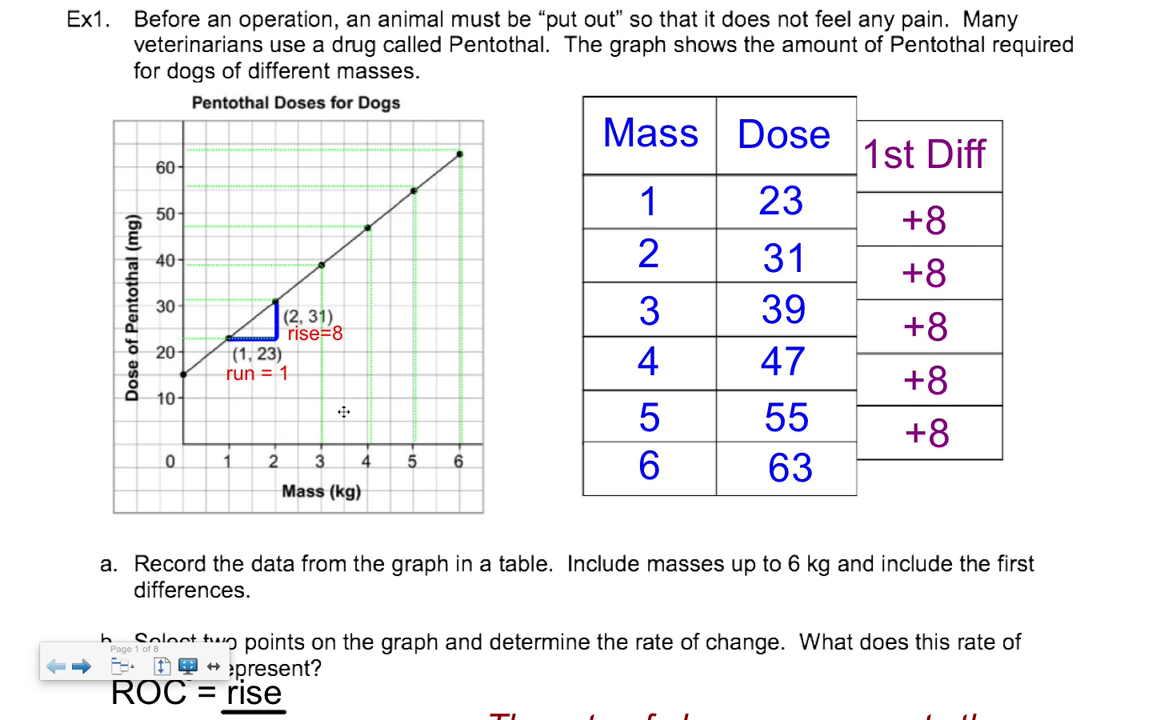 Ex1. Before an operation, an animal must be “put out” so that it does not feel any pain. Many
veterinarians use a drug called Pentothal. The graph shows the amount of Pentothal required
for dogs of different masses.
Pentothal Doses for Dogs
Dose of Pentothal (mg)
60
50
40
30
20
10
(2, 31)
rise=8
(1, 23)
run = 1
0 1 2 3 4 5 6
Mass (kg)
Mass Dose 1st Diff
1 23 +8
2 31 +8
3 39 +8
4 47 +8
5 55 +8
6 63
a. Record the data from the graph in a table. Include masses up to 6 kg and include the first
differences.
b. Select two points on the graph and determine the rate of change. What does this rate of
Page 1 of 8
epresent?
ROC = rise